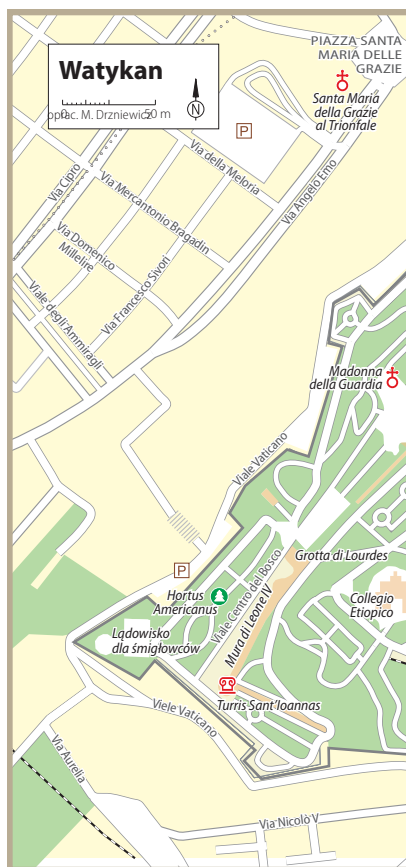 Watykan
0 50 m
oprac. M. Drzniewicz
N
PIAZZA SANTA
MARIA DELLE
GRAZIE
Santa Maria
della Grazie
al Trionfale
P
Via Cipro
Via della Meloria
Via Mercantonio Bragadin
Via Angelo Emo
Via Domenico
Millelire
Via Francesco Sivori
Viale degli Ammiragli
Madonna
della Guardia
Viale Vaticano
Grotta di Lourdes
P
Hortus
Americanus
Viale Centro del Bosco
Mura di Leone IV
Collegio
Etiopico
Lądowisko
dla śmigłowców
Turris Sant'Ioannas
Viele Vaticano
Via Aurelia
Via Nicolò V